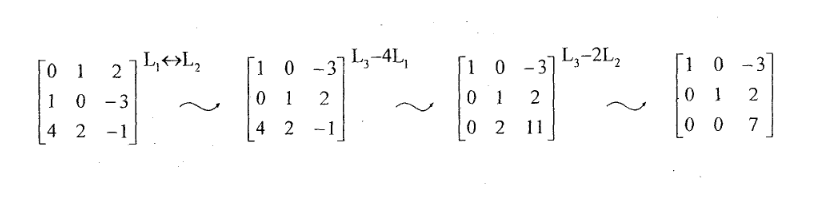 [0 1 2; 1 0 −3; 4 2 −1] L₁↔L₂ ⤳ [1 0 −3; 0 1 2; 4 2 −1] L₃−4L₁ ⤳ [1 0 −3; 0 1 2; 0 2 11] L₃−2L₂ ⤳ [1 0 −3; 0 1 2; 0 0 7]